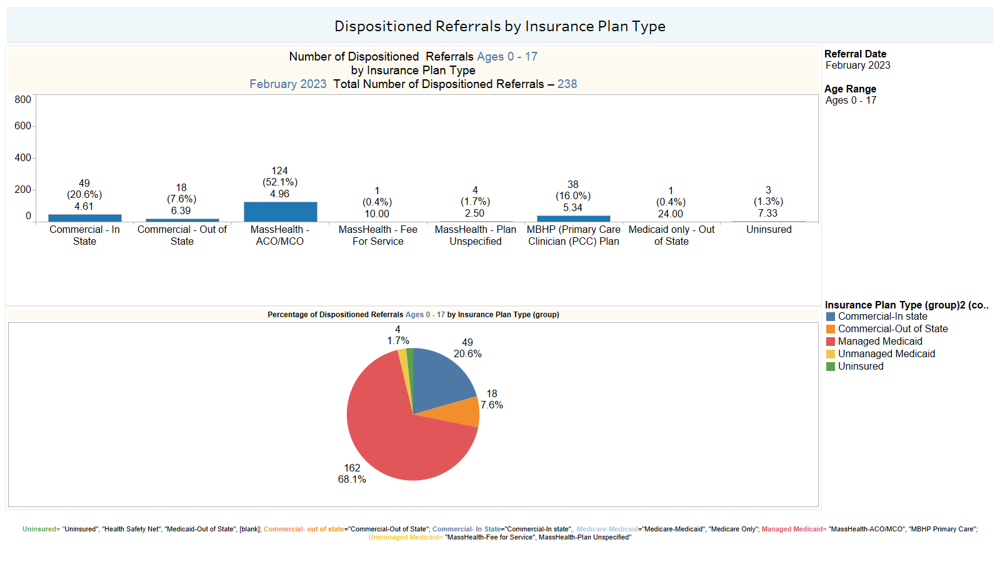 Dispositioned Referrals by Insurance Plan Type
Number of Dispositioned  Referrals Ages 0 - 17
by Insurance Plan Type
February 2023  Total Number of Dispositioned Referrals – 238
Referral Date
February 2023
Age Range
Ages 0 - 17
800
600
400
200
0
49
(20.6%)
4.61
18
(7.6%)
6.39
124
(52.1%)
4.96
1
(0.4%)
10.00
4
(1.7%)
2.50
38
(16.0%)
5.34
1
(0.4%)
24.00
3
(1.3%)
7.33
Commercial - In
State
Commercial - Out of
State
MassHealth -
ACO/MCO
MassHealth - Fee
For Service
MassHealth - Plan
Unspecified
MBHP (Primary Care
Clinician (PCC) Plan
Medicaid only - Out
of State
Uninsured
Percentage of Dispositioned Referrals Ages 0 - 17 by Insurance Plan Type (group)
4
1.7%
49
20.6%
18
7.6%
162
68.1%
Insurance Plan Type (group)2 (co..
Commercial-In state
Commercial-Out of State
Managed Medicaid
Unmanaged Medicaid
Uninsured
Uninsured= "Uninsured", "Health Safety Net", "Medicaid-Out of State", [blank]; Commercial- out of state="Commercial-Out of State"; Commercial- In State="Commercial-In state",  Medicare-Medicaid="Medicare-Medicaid", "Medicare Only"; Managed Medicaid= "MassHealth-ACO/MCO", "MBHP Primary Care";
Unmanaged Medicaid= "MassHealth-Fee for Service", MassHealth-Plan Unspecified"